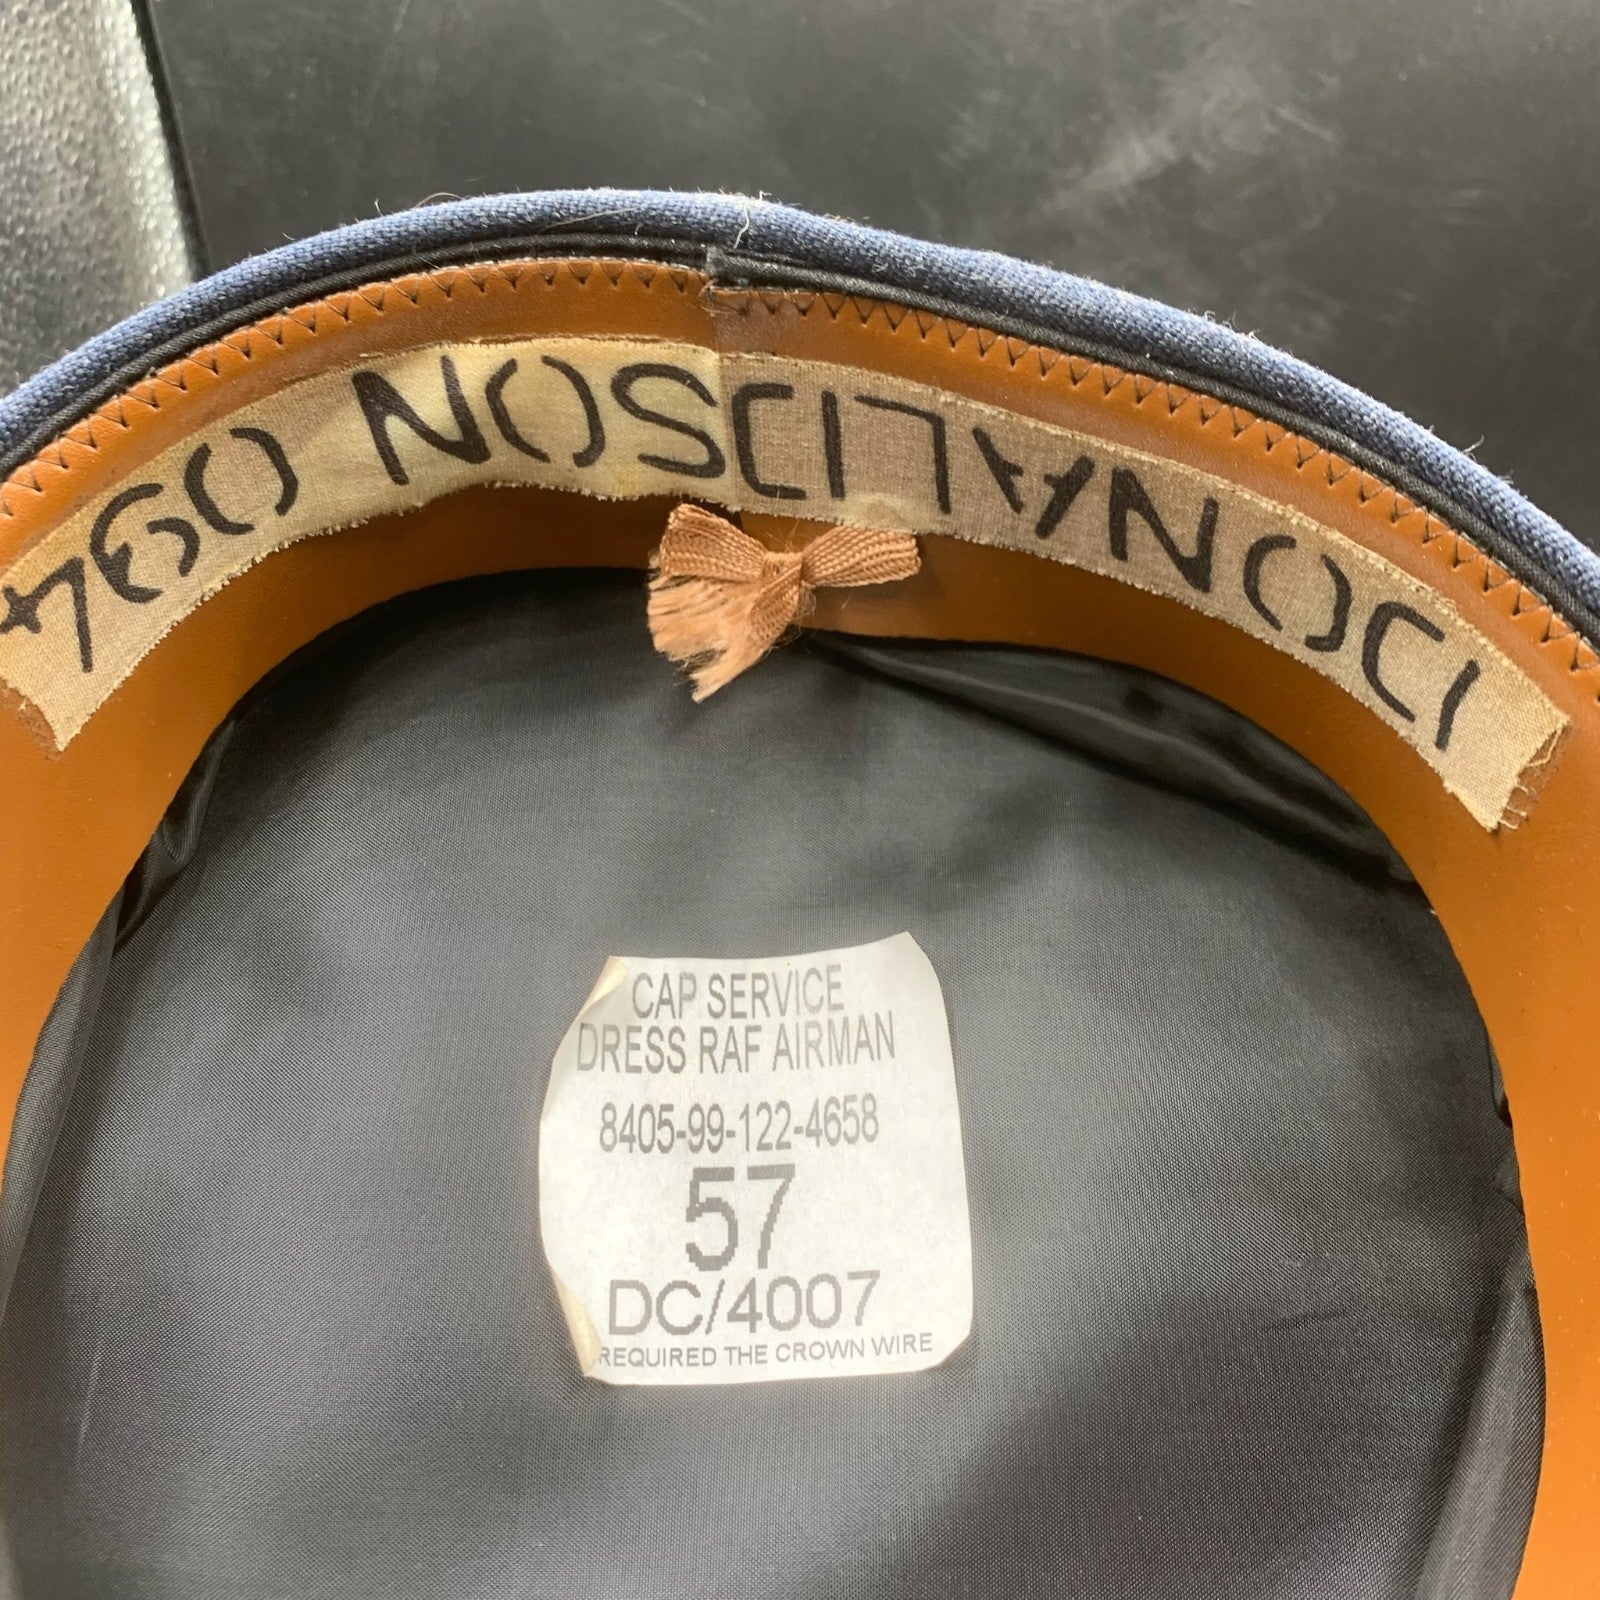 DONALDSON
CAP SERVICE
DRESS RAF AIRMAN
8405-99-122-4658
57
DC/4007
REQUIRED THE CROWN WIRE